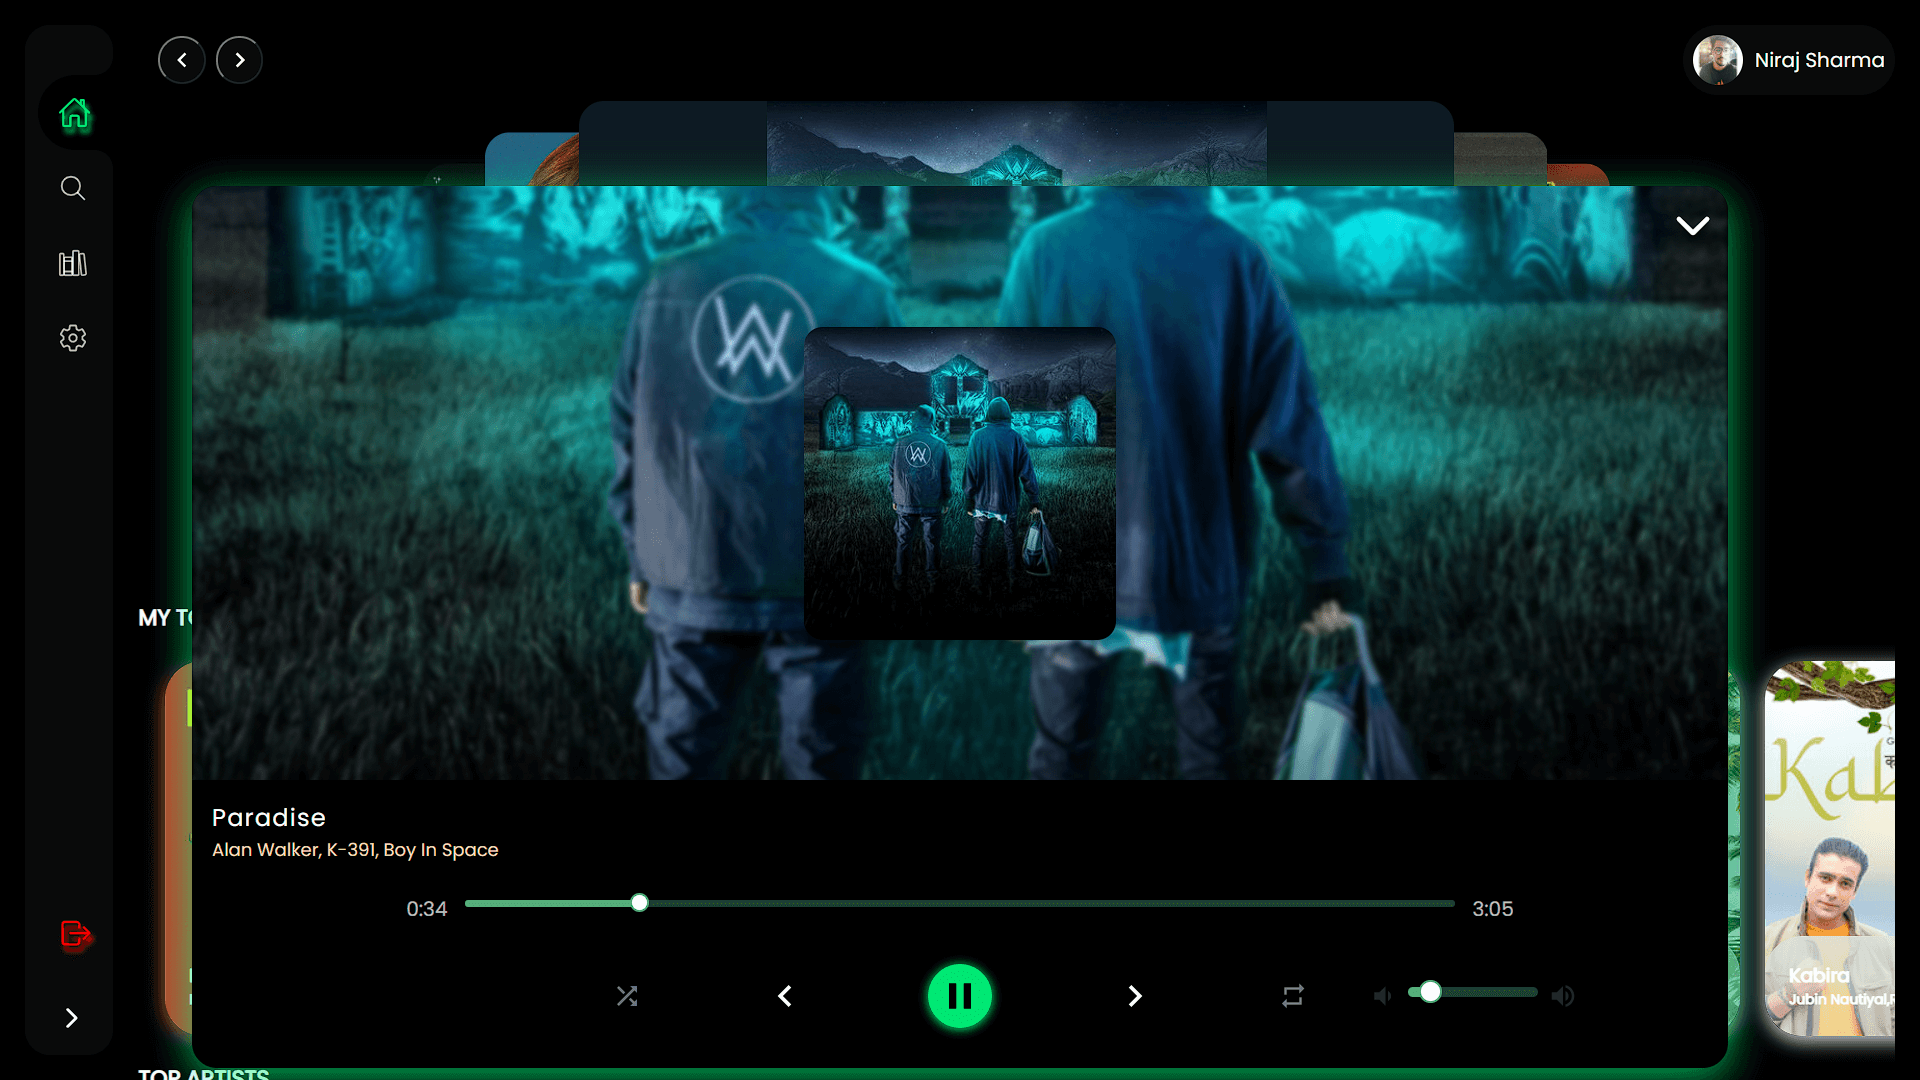 Niraj Sharma
MY
Paradise
Alan Walker, K-391, Boy In Space
0:34
3:05
Kabira
Jubin Nautiyal,
TOP ARTISTS